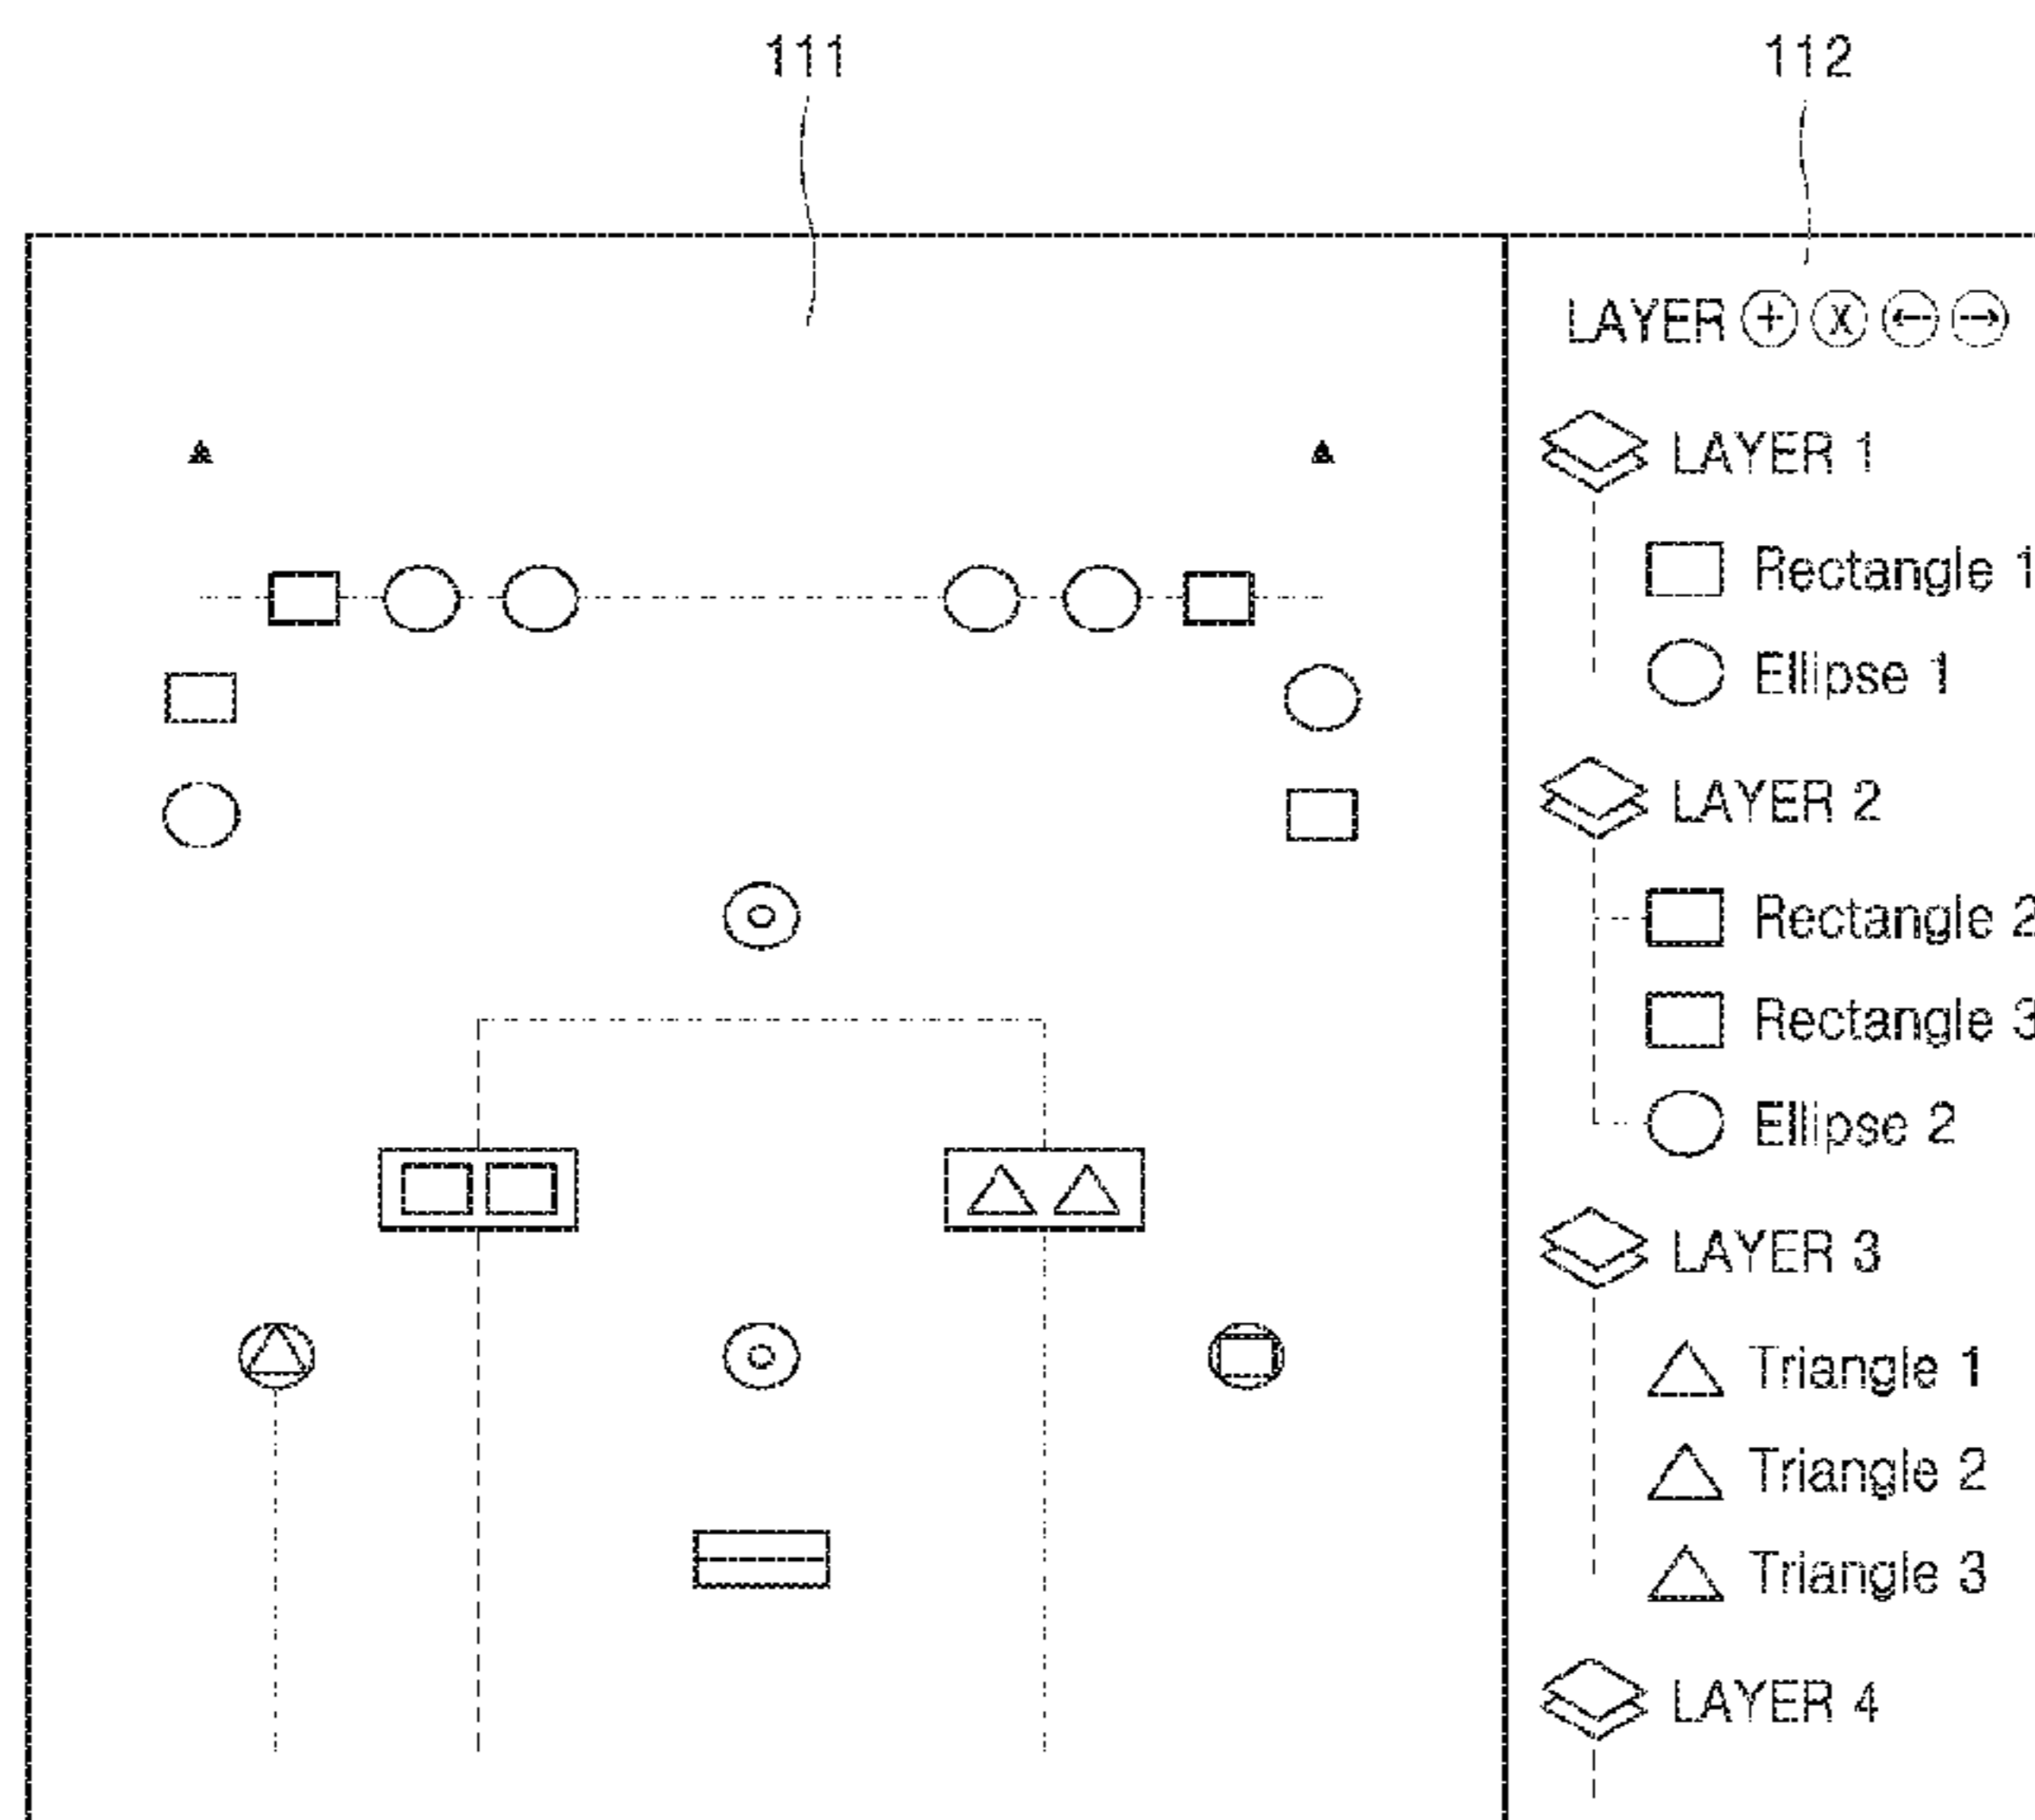 111
112
LAYER + X ← →
LAYER 1
Rectangle 1
Ellipse 1
LAYER 2
Rectangle 2
Rectangle 3
Ellipse 2
LAYER 3
Triangle 1
Triangle 2
Triangle 3
LAYER 4